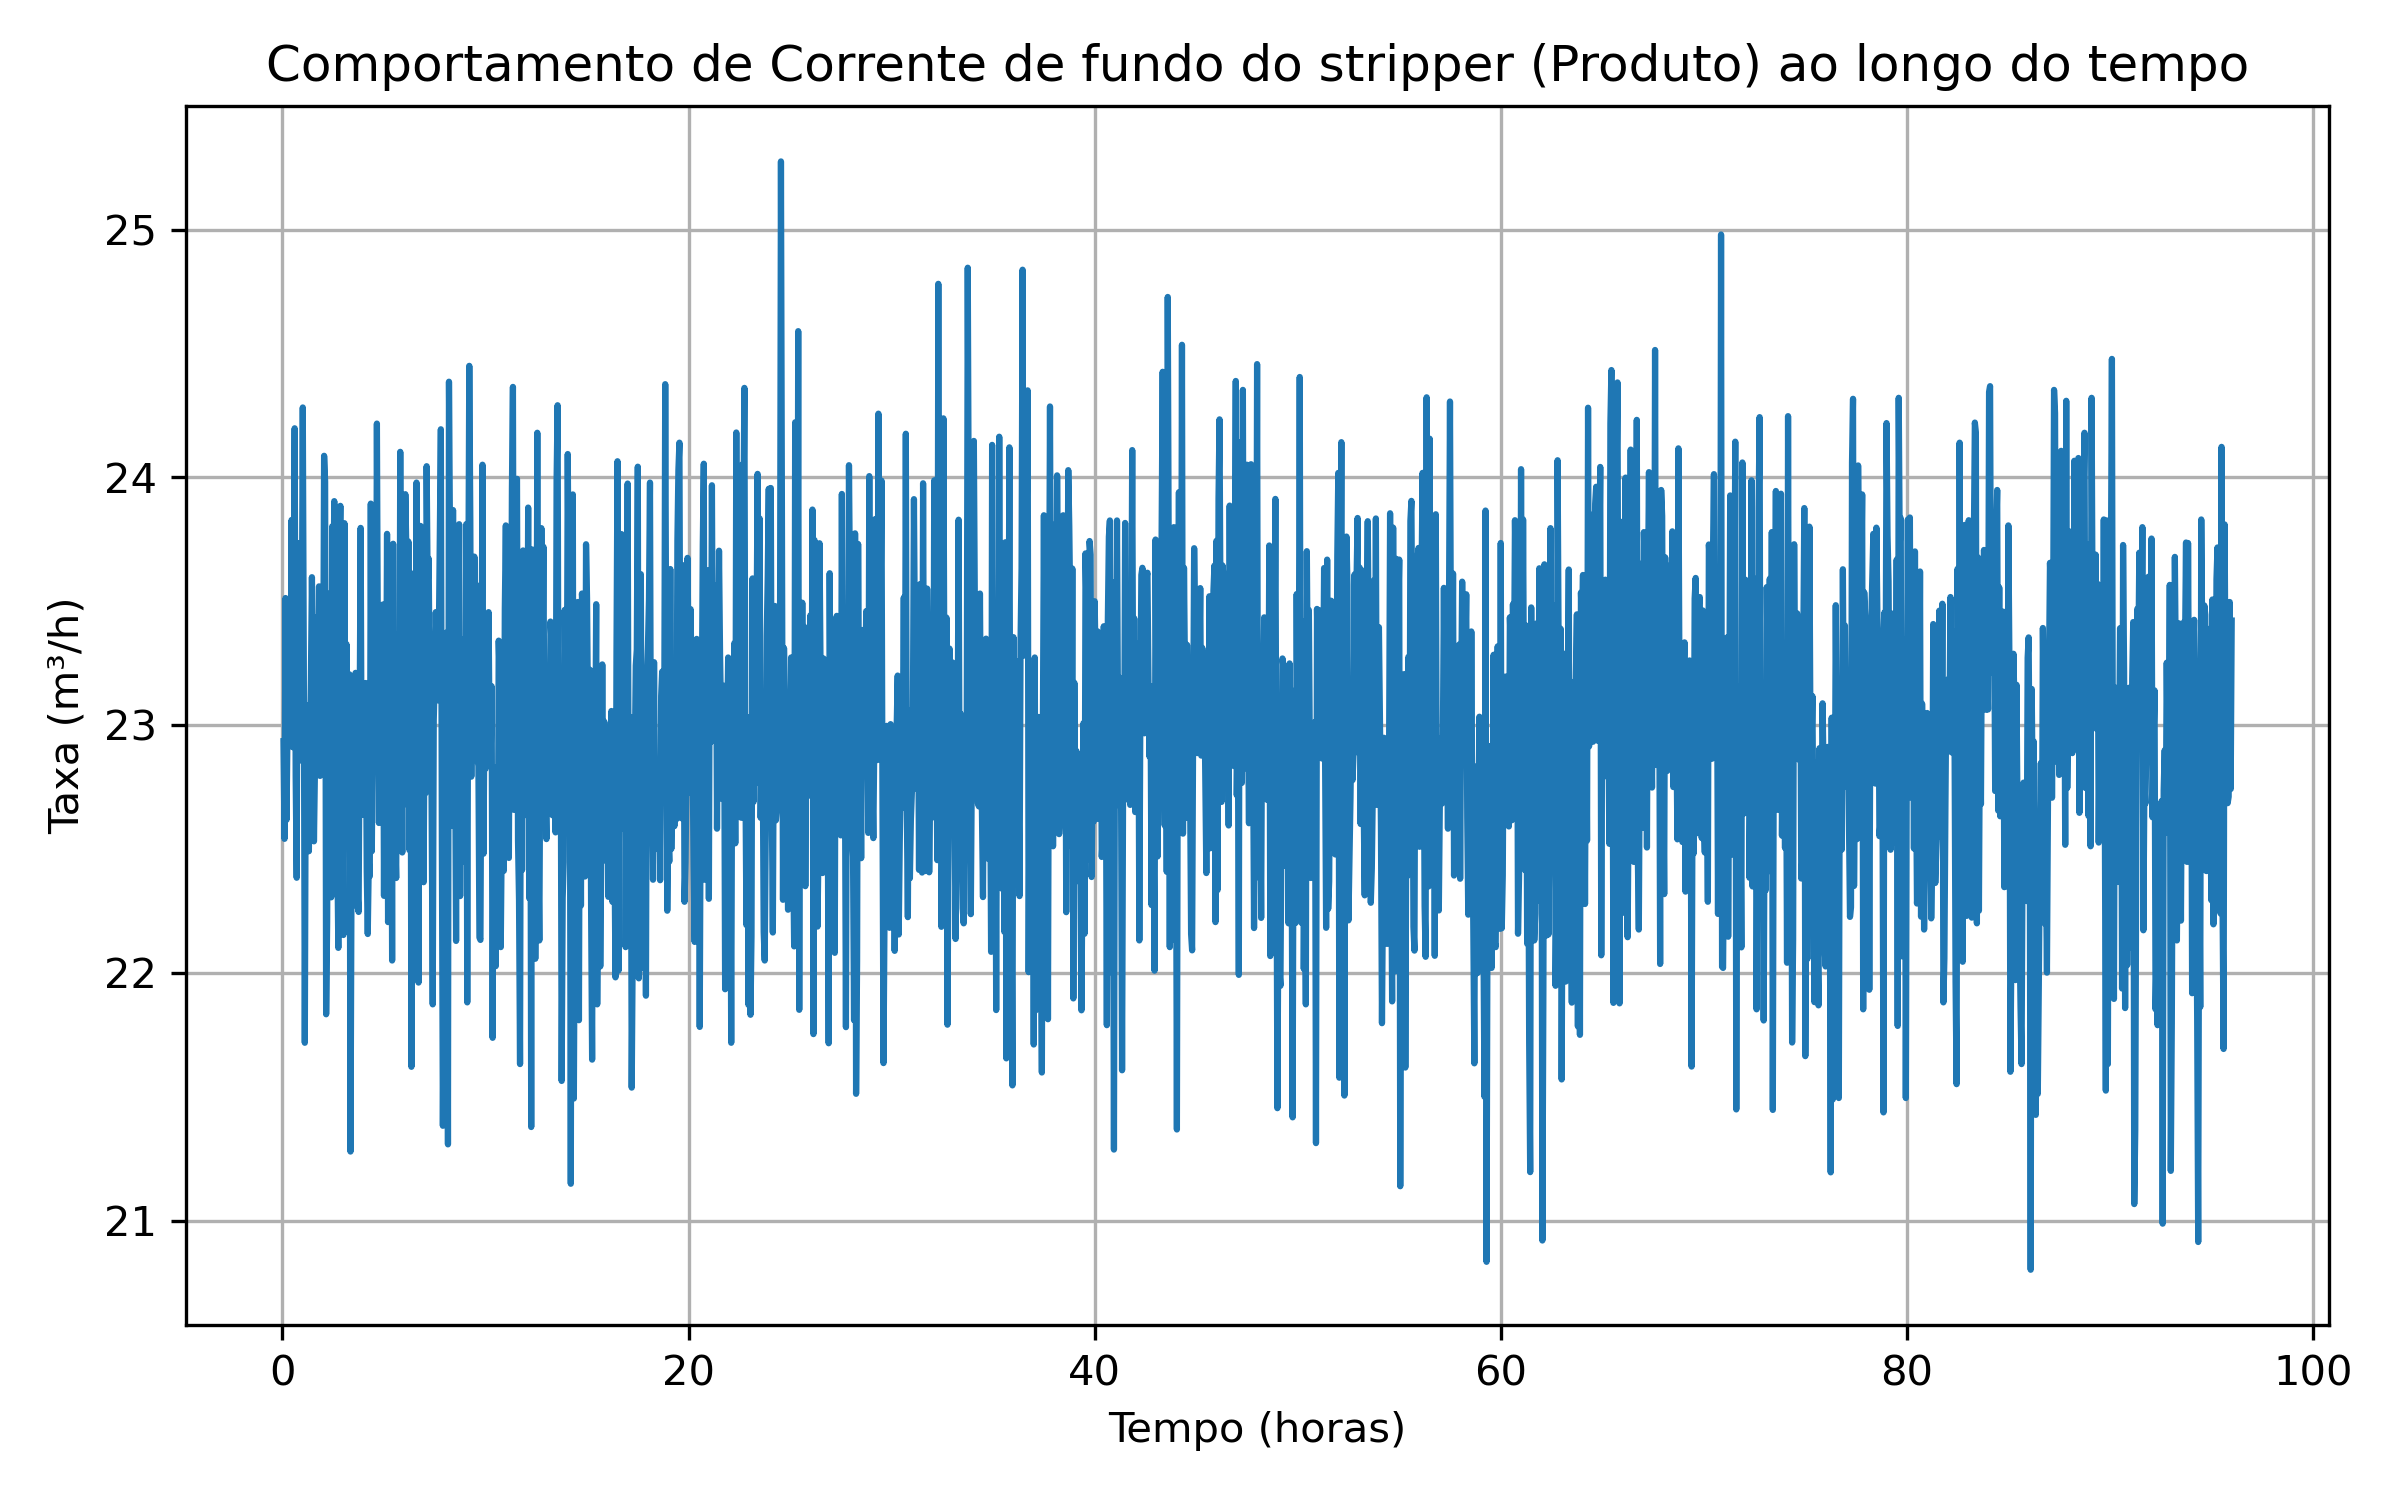 Comportamento de Corrente de fundo do stripper (Produto) ao longo do tempo
Taxa (m³/h)
25
24
23
22
21
0 20 40 60 80 100
Tempo (horas)